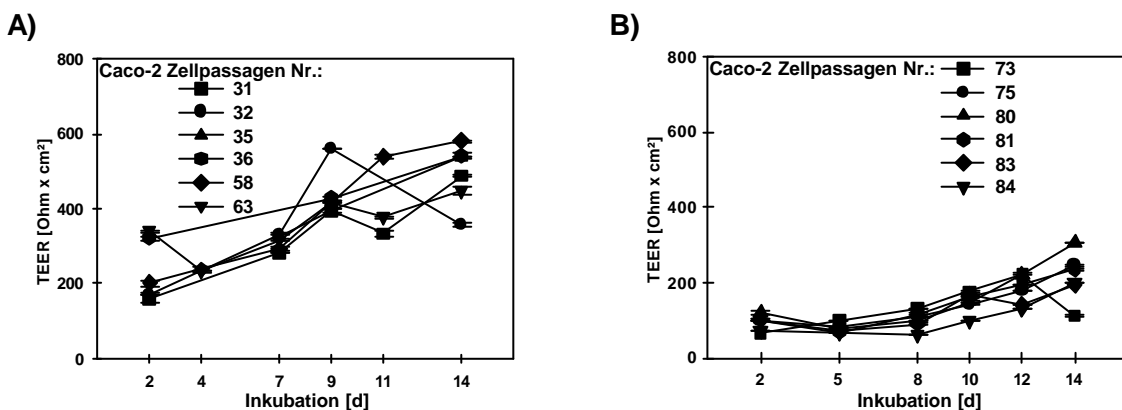 A)
Caco-2 Zellpassagen Nr.:
31
32
35
36
58
63
TEER [Ohm x cm²]
800
600
400
200
0
2 4 7 9 11 14
Inkubation [d]
B)
Caco-2 Zellpassagen Nr.:
73
75
80
81
83
84
TEER [Ohm x cm²]
800
600
400
200
0
2 5 8 10 12 14
Inkubation [d]